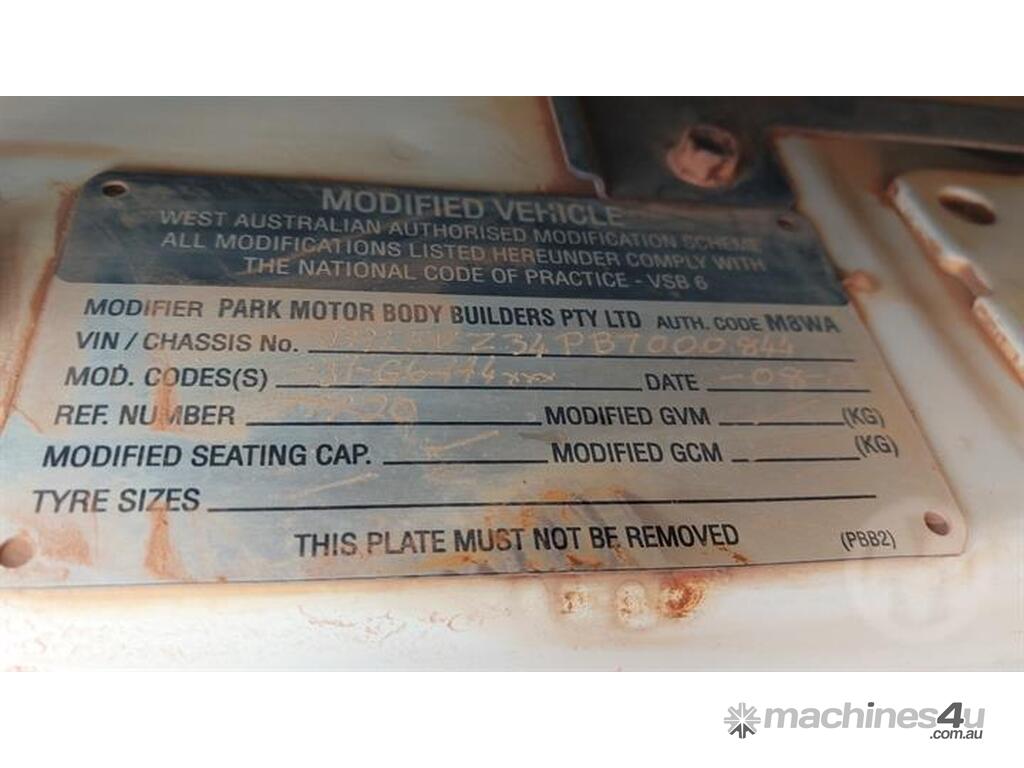 MODIFIED VEHICLE
WEST AUSTRALIAN AUTHORISED MODIFICATION SCHEME
ALL MODIFICATIONS LISTED HEREUNDER COMPLY WITH
THE NATIONAL CODE OF PRACTICE - VSB 6
MODIFIER PARK MOTOR BODY BUILDERS PTY LTD AUTH. CODE M8WA
VIN / CHASSIS No.
MOD. CODES(S) DATE
REF. NUMBER MODIFIED GVM (KG)
MODIFIED SEATING CAP. MODIFIED GCM (KG)
TYRE SIZES
THIS PLATE MUST NOT BE REMOVED (PBB2)
machines4u
.com.au